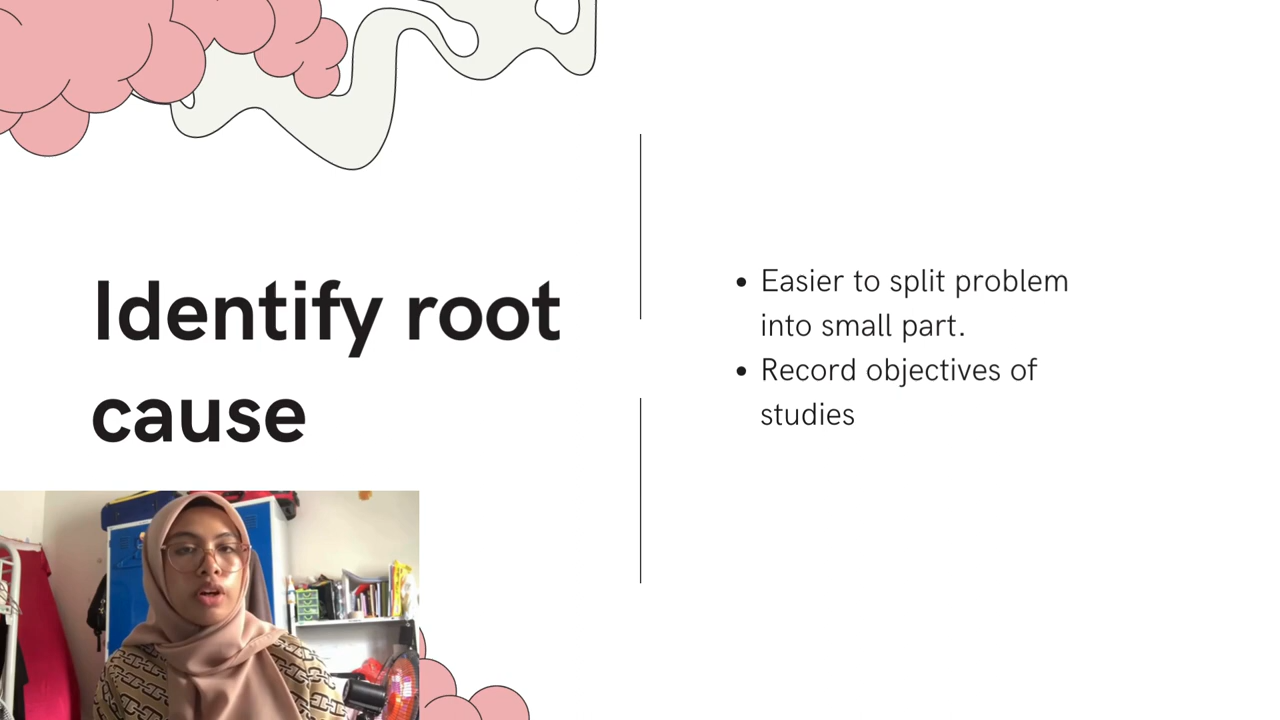 Identify root
cause
Easier to split problem
into small part.
Record objectives of
studies